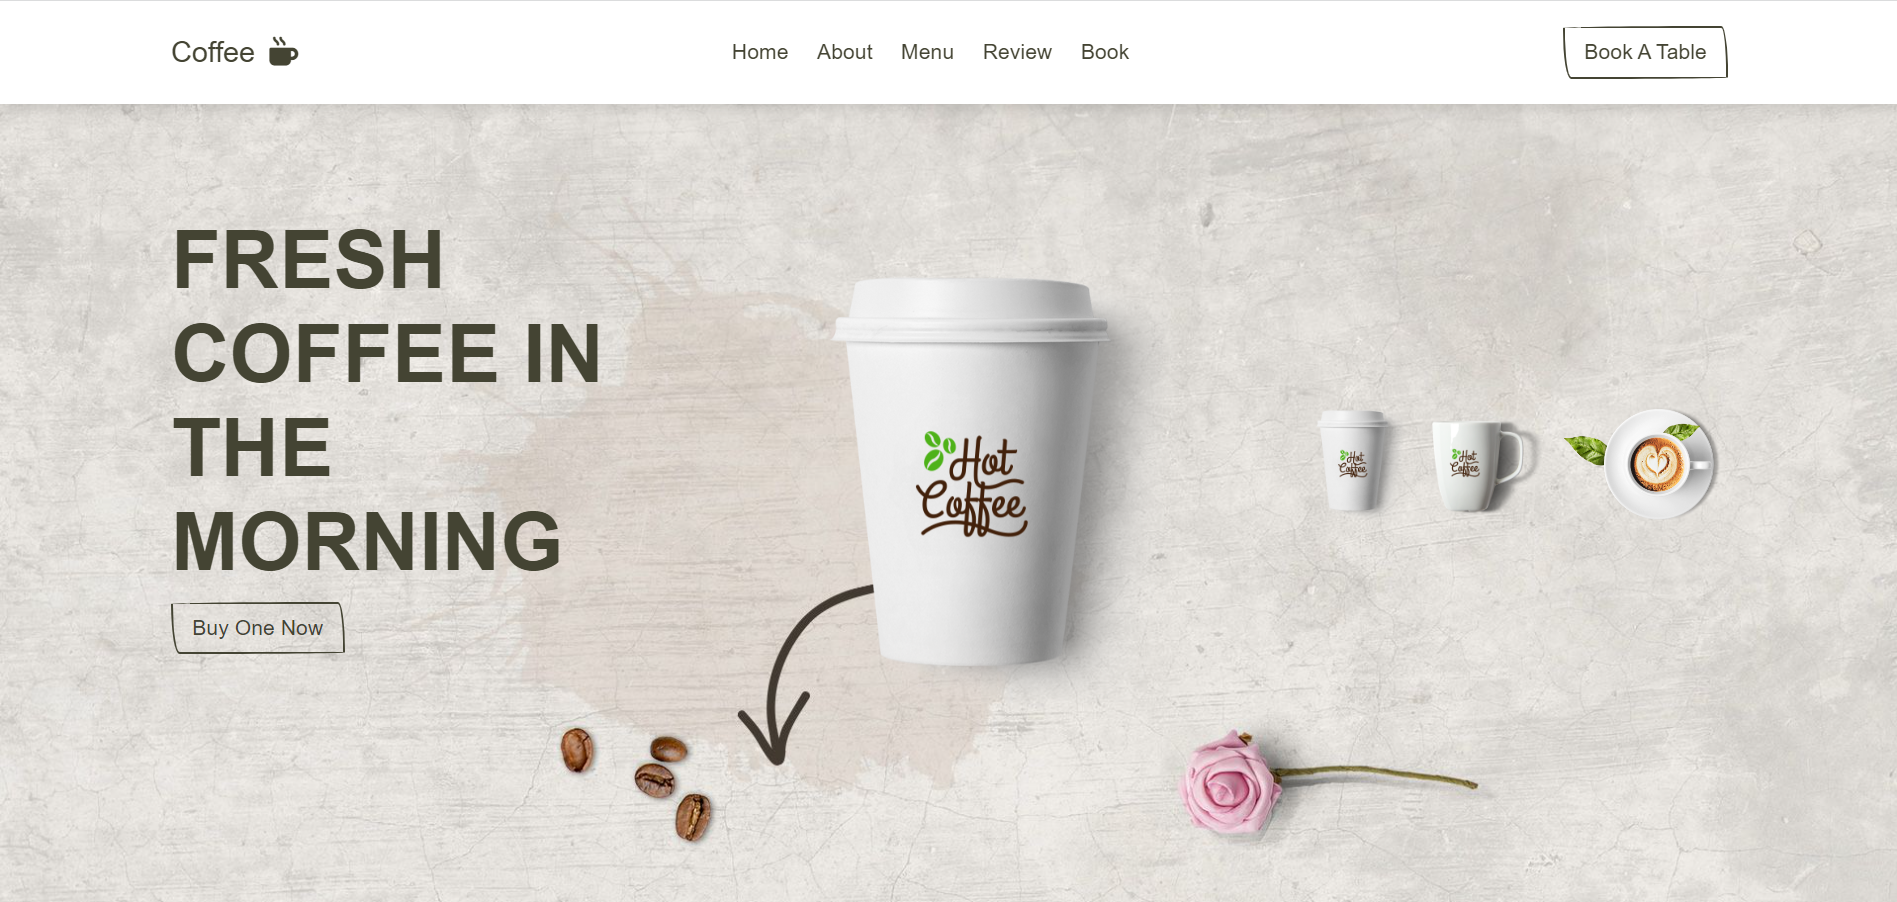 Coffee
Home About Menu Review Book
Book A Table
FRESH
COFFEE IN
THE
MORNING
Buy One Now
Hot
Coffee
Hot
Coffee
Hot
Coffee